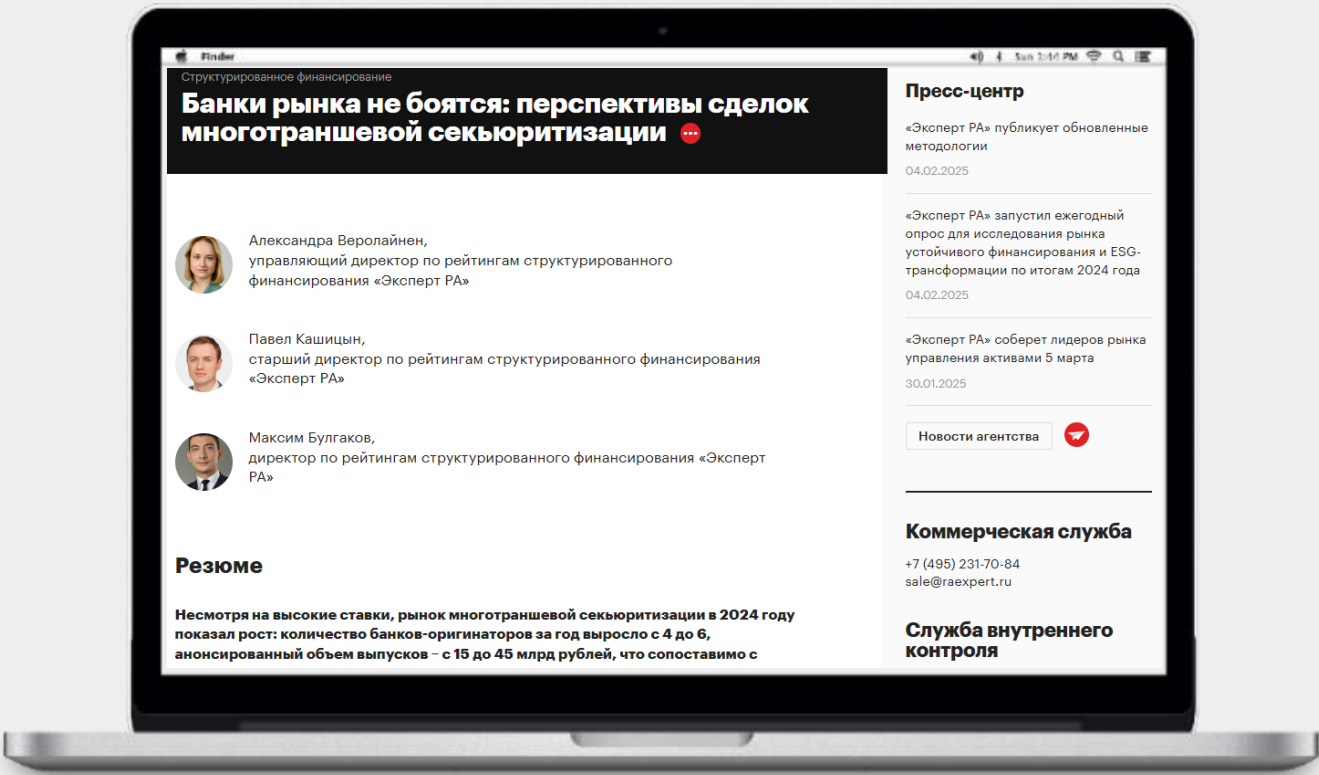 Finder
Sun 2:44 PM
Структурированное финансирование
Банки рынка не боятся: перспективы сделок
многотраншевой секьюритизации
Александра Веролайнен,
управляющий директор по рейтингам структурированного
финансирования «Эксперт РА»
Павел Кашицын,
старший директор по рейтингам структурированного финансирования
«Эксперт РА»
Максим Булгаков,
директор по рейтингам структурированного финансирования «Эксперт
РА»
Резюме
Несмотря на высокие ставки, рынок многотраншевой секьюритизации в 2024 году
показал рост: количество банков-оригинаторов за год выросло с 4 до 6,
анонсированный объем выпусков – с 15 до 45 млрд рублей, что сопоставимо с
Пресс-центр
«Эксперт РА» публикует обновленные
методологии
04.02.2025
«Эксперт РА» запустил ежегодный
опрос для исследования рынка
устойчивого финансирования и ESG-
трансформации по итогам 2024 года
04.02.2025
«Эксперт РА» соберет лидеров рынка
управления активами 5 марта
30.01.2025
Новости агентства
Коммерческая служба
+7 (495) 231-70-84
sale@raexpert.ru
Служба внутреннего
контроля